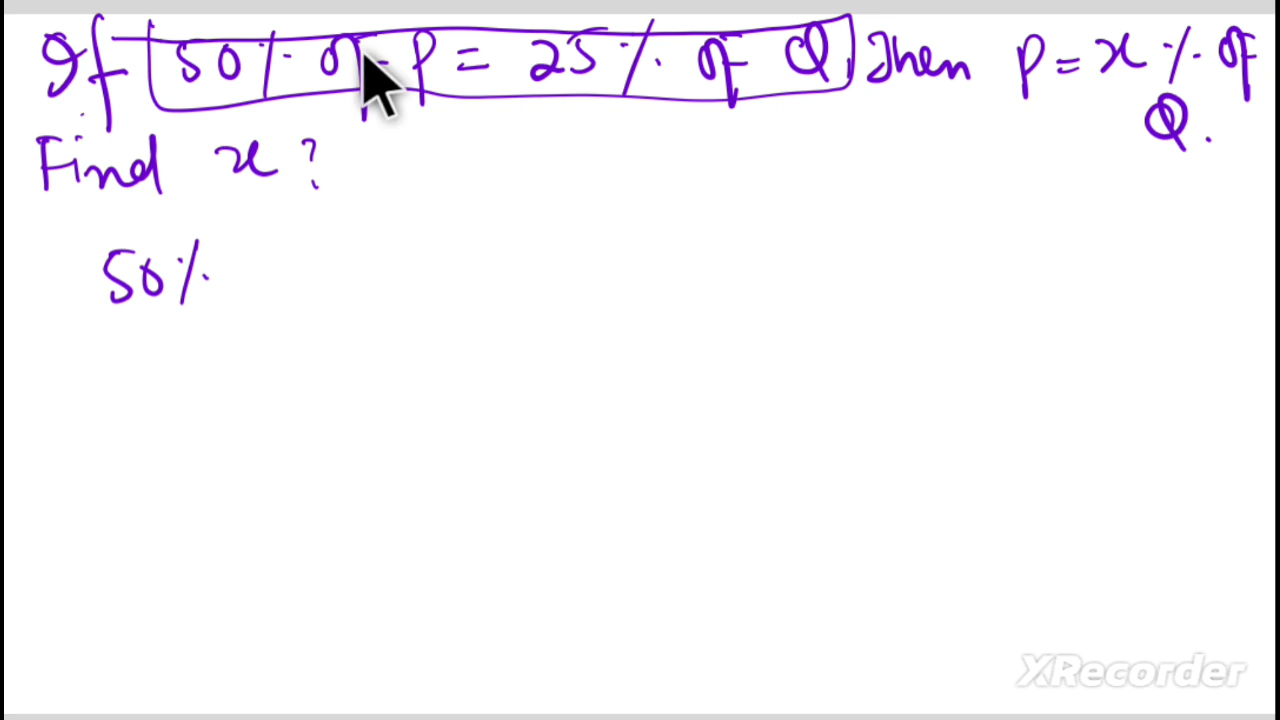 If 50% of P = 25% of Q, Then P = x % of
Q.
Find x ?
50%
XRecorder